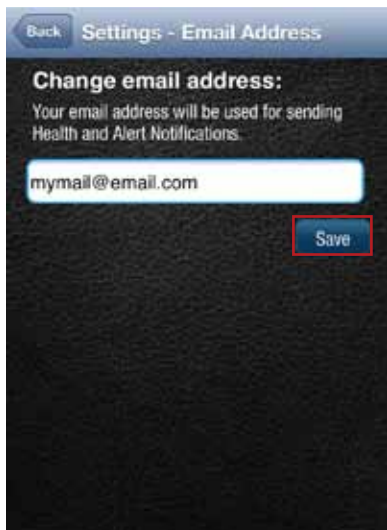 Back
Settings - Email Address
Change email address:
Your email address will be used for sending
Health and Alert Notifications.
mymail@email.com
Save